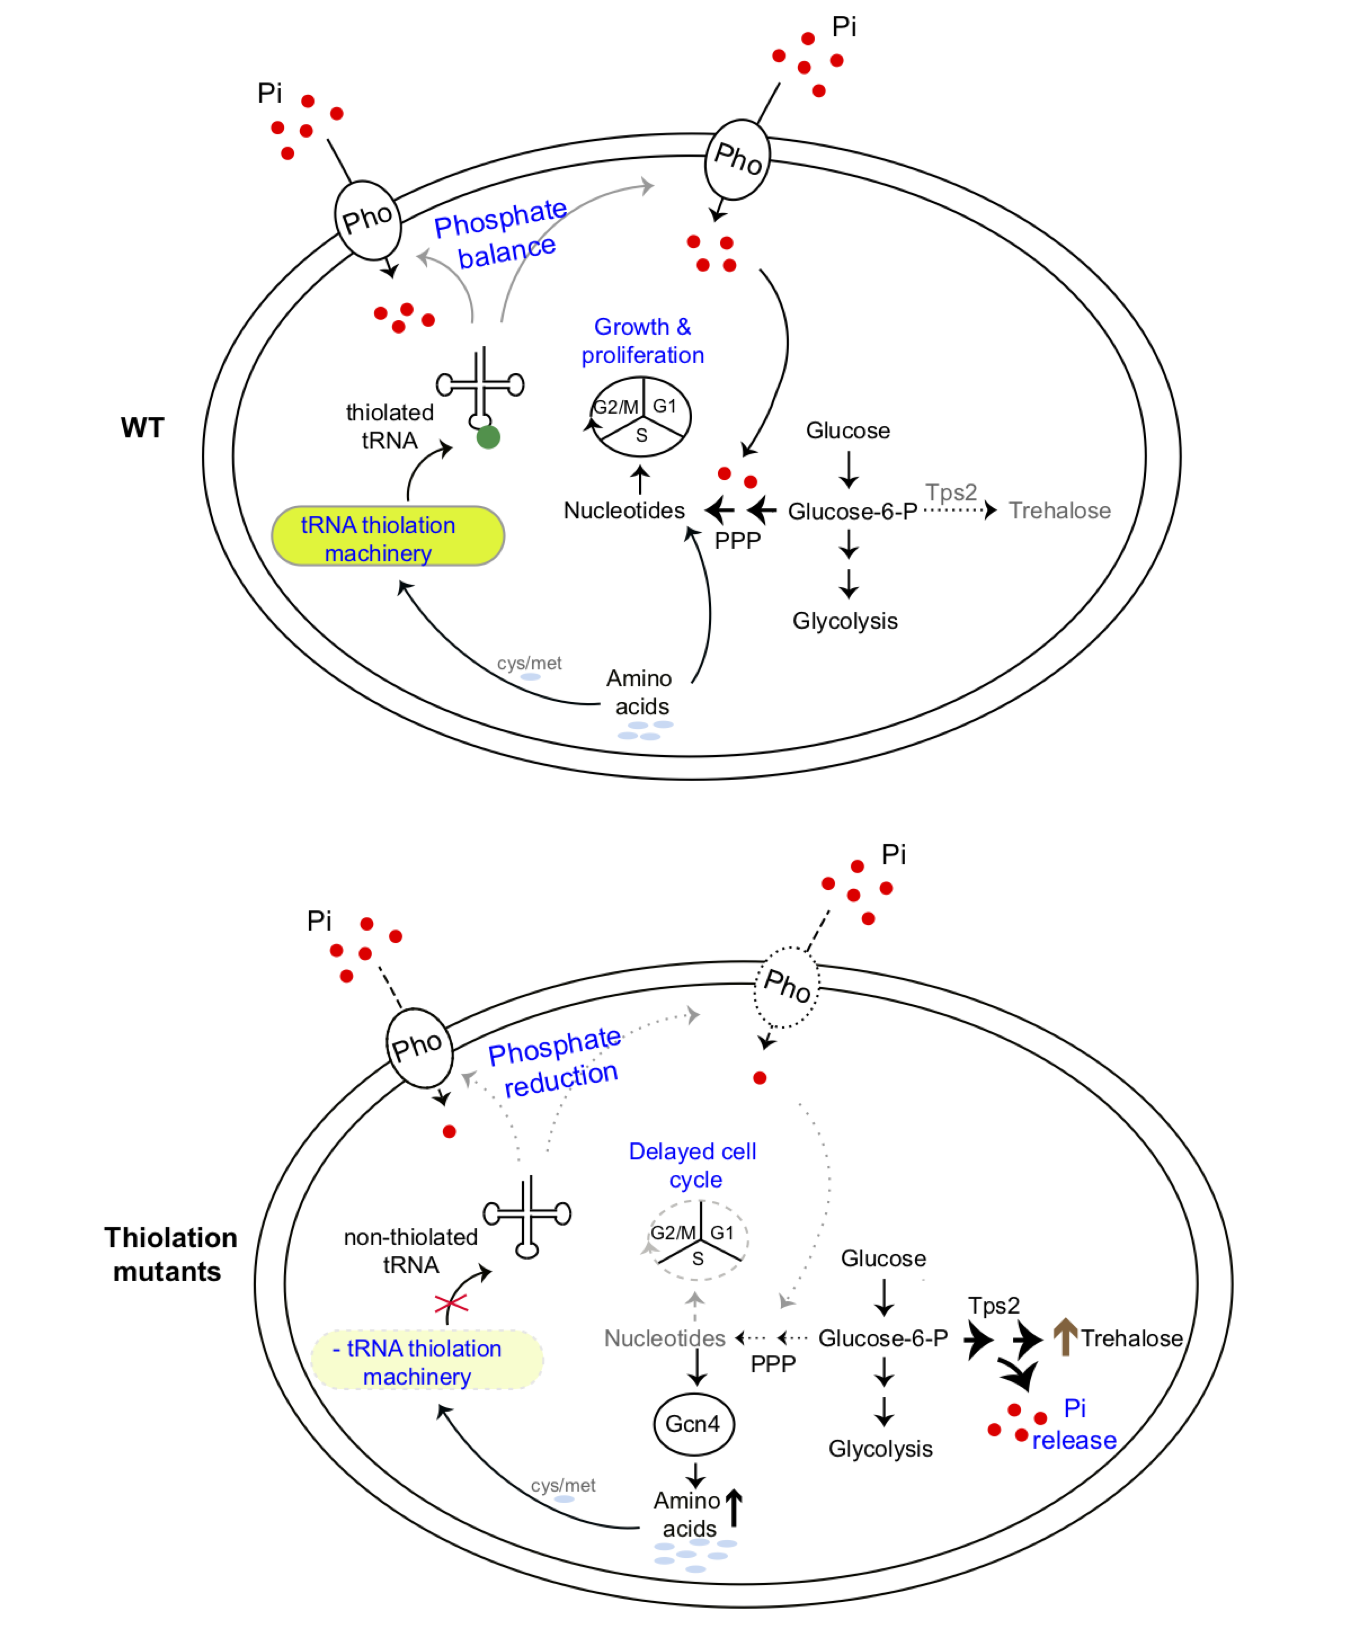 Pi
Pi
Pho
Pho
Phosphate
balance
Growth &
proliferation
G2/M
G1
S
thiolated
tRNA
WT
Glucose
Nucleotides
PPP
Glucose-6-P
Tps2
Trehalose
tRNA thiolation
machinery
Glycolysis
cys/met
Amino
acids
Pi
Pi
Pho
Pho
Phosphate
reduction
Delayed cell
cycle
G2/M
G1
S
non-thiolated
tRNA
Thiolation
mutants
Glucose
Nucleotides
PPP
Glucose-6-P
Tps2
Trehalose
- tRNA thiolation
machinery
Gcn4
Pi
release
Glycolysis
cys/met
Amino
acids